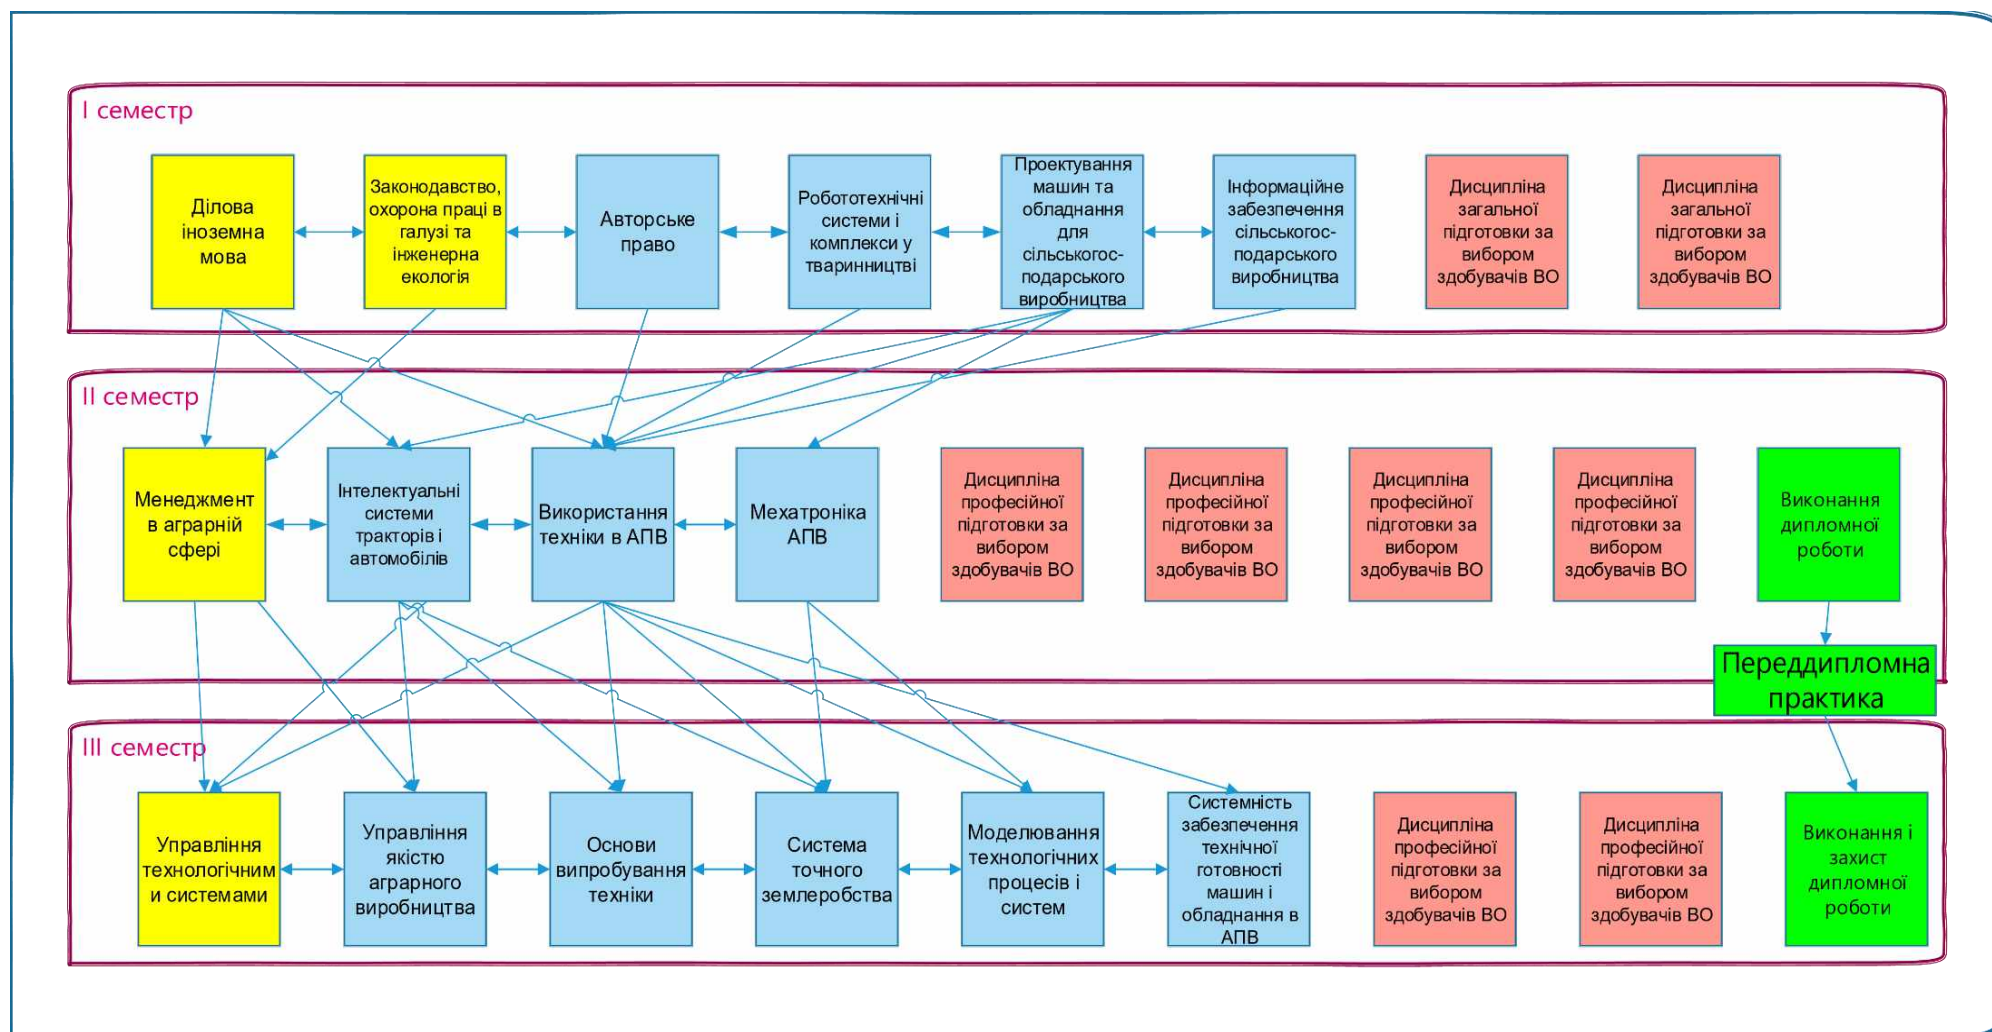 І семестр
Ділова
іноземна
мова
Законодавство,
охорона праці в
галузі та
інженерна
екологія
Авторське
право
Робототехнічні
системи і
комплекси у
тваринництві
Проектування
машин та
обладнання
для
сільськогос-
подарського
виробництва
Інформаційне
забезпечення
сільськогос-
подарського
виробництва
Дисципліна
загальної
підготовки за
вибором
здобувачів ВО
Дисципліна
загальної
підготовки за
вибором
здобувачів ВО
ІІ семестр
Менеджмент
в аграрній
сфері
Інтелектуальні
системи
тракторів і
автомобілів
Використання
техніки в АПВ
Мехатроніка
АПВ
Дисципліна
професійної
підготовки за
вибором
здобувачів ВО
Дисципліна
професійної
підготовки за
вибором
здобувачів ВО
Дисципліна
професійної
підготовки за
вибором
здобувачів ВО
Дисципліна
професійної
підготовки за
вибором
здобувачів ВО
Виконання
дипломної
роботи
Переддипломна
практика
ІІІ семестр
Управління
технологічним
и системами
Управління
якістю
аграрного
виробництва
Основи
випробування
техніки
Система
точного
землеробства
Моделювання
технологічних
процесів і
систем
Системність
забезпечення
технічної
готовності
машин і
обладнання в
АПВ
Дисципліна
професійної
підготовки за
вибором
здобувачів ВО
Дисципліна
професійної
підготовки за
вибором
здобувачів ВО
Виконання і
захист
дипломної
роботи